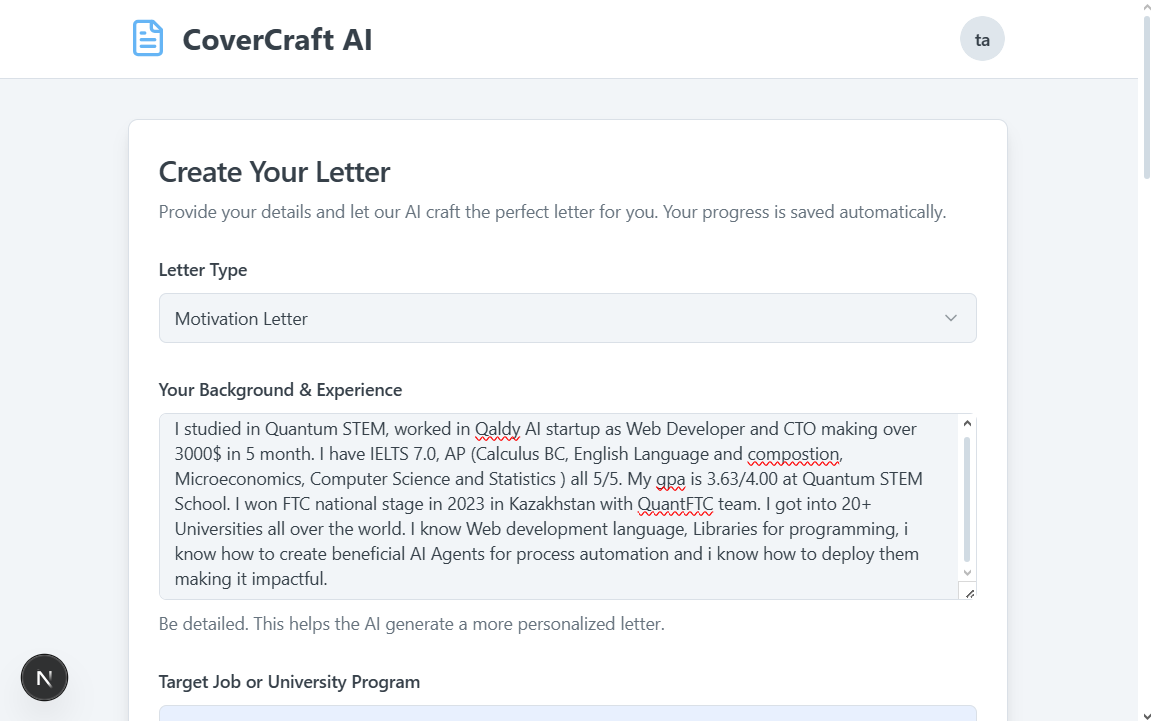 CoverCraft AI
ta
Create Your Letter
Provide your details and let our AI craft the perfect letter for you. Your progress is saved automatically.
Letter Type
Motivation Letter
Your Background & Experience
I studied in Quantum STEM, worked in Qaldy AI startup as Web Developer and CTO making over
3000$ in 5 month. I have IELTS 7.0, AP (Calculus BC, English Language and compostion,
Microeconomics, Computer Science and Statistics ) all 5/5. My gpa is 3.63/4.00 at Quantum STEM
School. I won FTC national stage in 2023 in Kazakhstan with QuantFTC team. I got into 20+
Universities all over the world. I know Web development language, Libraries for programming, i
know how to create beneficial AI Agents for process automation and i know how to deploy them
making it impactful.
Be detailed. This helps the AI generate a more personalized letter.
N
Target Job or University Program